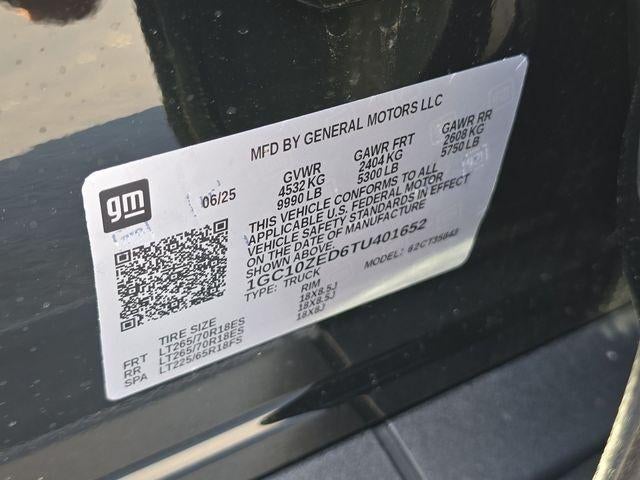 MFD BY GENERAL MOTORS LLC
gm
06/25
GVWR
4532 KG
9990 LB
GAWR FRT
2404 KG
5300 LB
GAWR RR
2608 KG
5750 LB
THIS VEHICLE CONFORMS TO ALL
APPLICABLE U.S. FEDERAL MOTOR
VEHICLE SAFETY STANDARDS IN EFFECT
ON THE DATE OF MANUFACTURE
SHOWN ABOVE.
1GC10ZED6TU401652
TYPE: TRUCK
MODEL: 82CT35843
TIRE SIZE RIM
FRT LT265/70R18ES 18X8.5J
RR LT265/70R18ES 18X8.5J
SPA LT225/65R18FS 18X8J